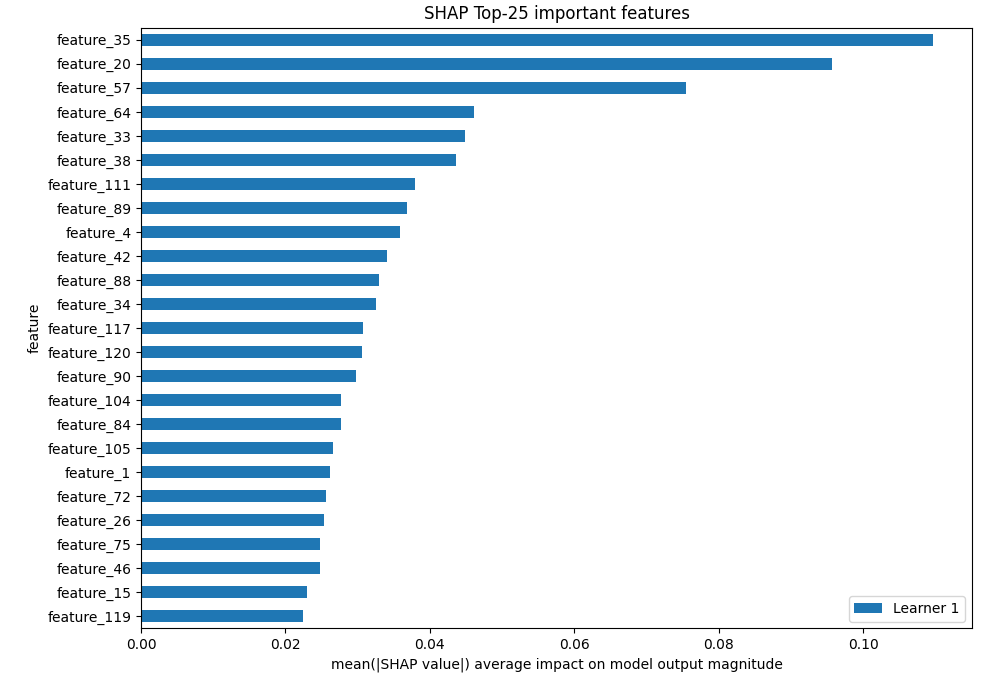 SHAP Top-25 important features
feature_35
feature_20
feature_57
feature_64
feature_33
feature_38
feature_111
feature_89
feature_4
feature_42
feature_88
feature_34
feature_117
feature_120
feature_90
feature_104
feature_84
feature_105
feature_1
feature_72
feature_26
feature_75
feature_46
feature_15
feature_119
feature
Learner 1
0.00 0.02 0.04 0.06 0.08 0.10
mean(|SHAP value|) average impact on model output magnitude